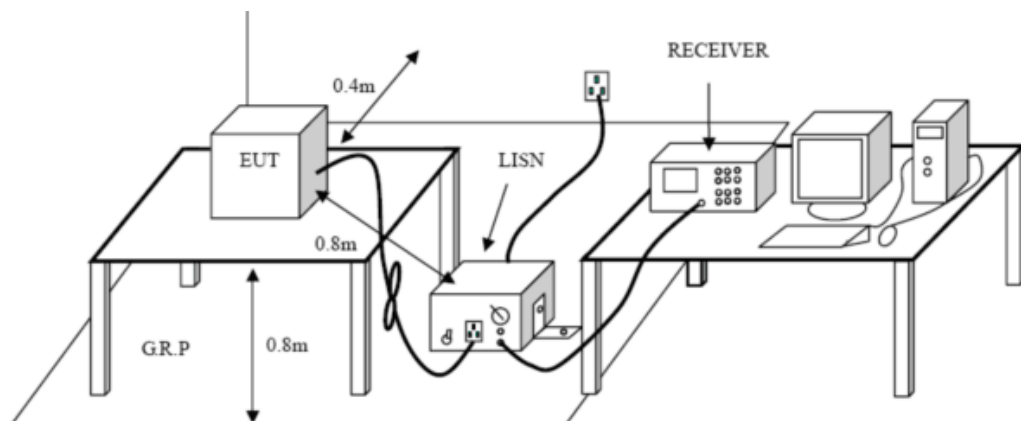 RECEIVER
0.4m
EUT
LISN
0.8m
G.R.P
0.8m